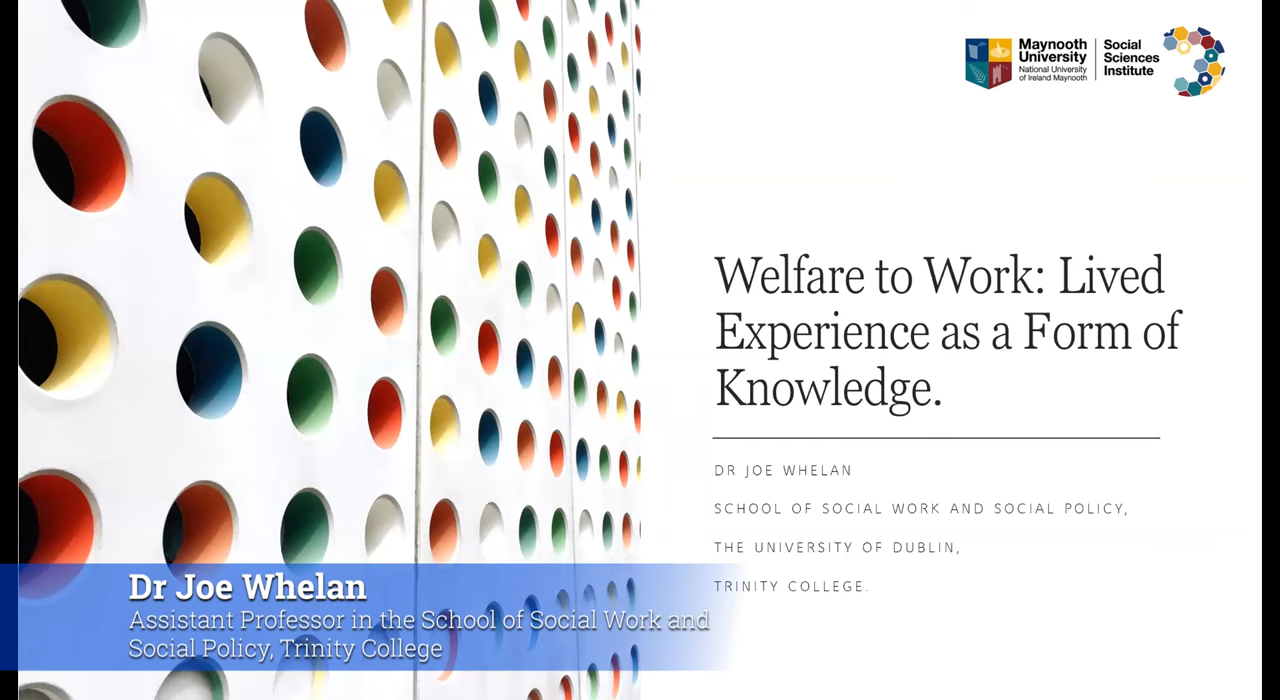 Maynooth
University
National University
of Ireland Maynooth
Social
Sciences
Institute
Welfare to Work: Lived
Experience as a Form of
Knowledge.
DR JOE WHELAN
SCHOOL OF SOCIAL WORK AND SOCIAL POLICY,
THE UNIVERSITY OF DUBLIN,
TRINITY COLLEGE.
Dr Joe Whelan
Assistant Professor in the School of Social Work and
Social Policy, Trinity College